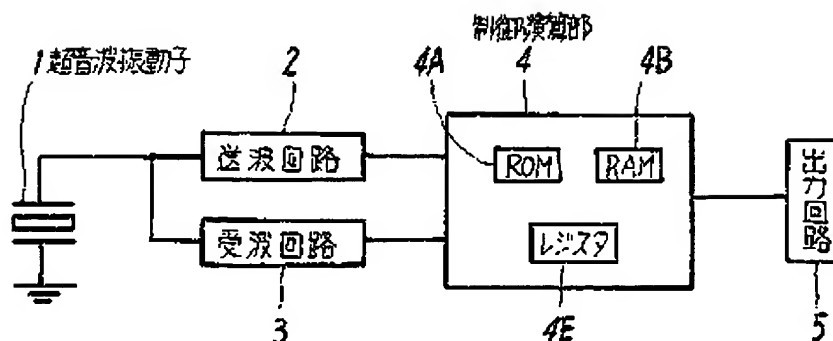 制御演算部
1 超音波振動子
2
4A
4
4B
送波回路
ROM
RAM
出力回路
受波回路
レジスタ
3
4E
5